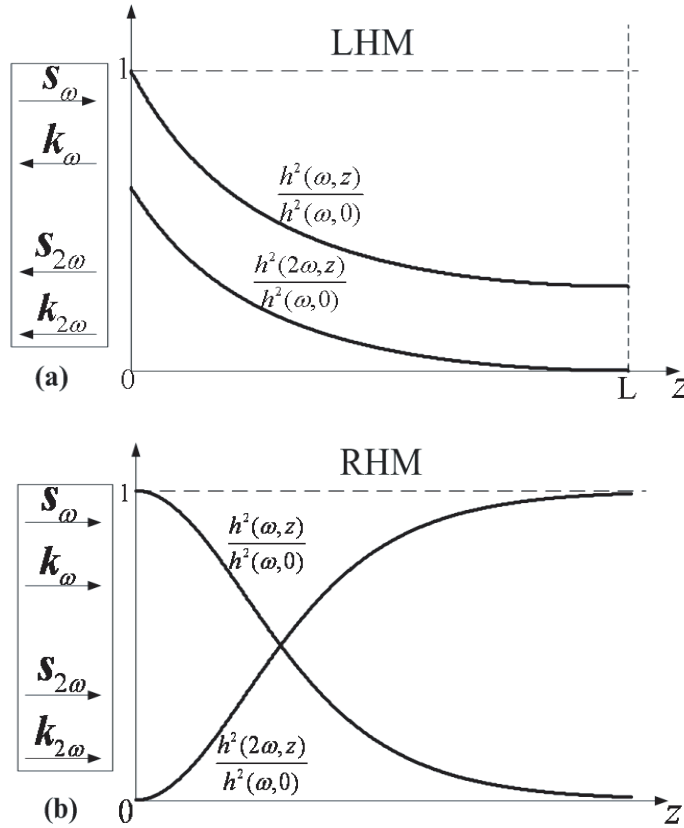 LHM
1
s_ω
k_ω
h²(ω,z)
h²(ω,0)
s_2ω
h²(2ω,z)
h²(ω,0)
k_2ω
(a)
0
L
z
RHM
1
s_ω
h²(ω,z)
h²(ω,0)
k_ω
s_2ω
k_2ω
h²(2ω,z)
h²(ω,0)
(b)
0
z